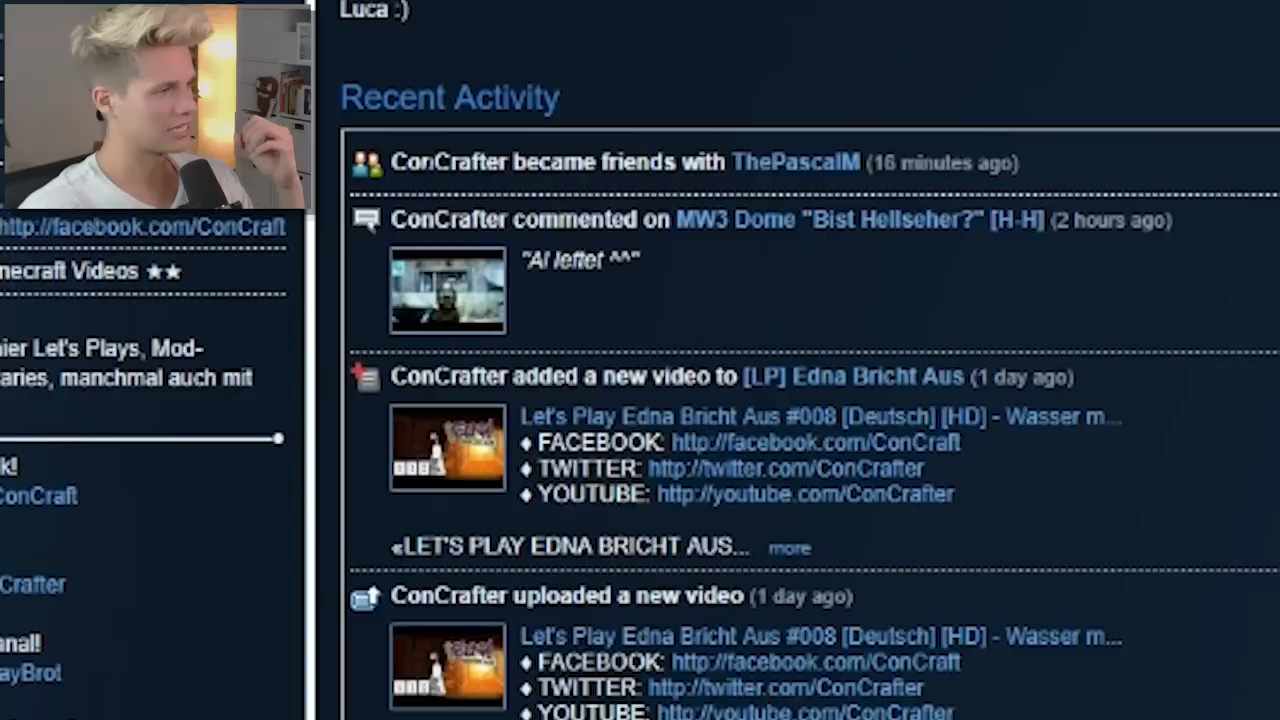 Luca :)
Recent Activity
ConCrafter became friends with ThePascalM (16 minutes ago)
ConCrafter commented on MW3 Dome "Bist Hellseher?" [H-H] (2 hours ago)
ConCrafter added a new video to [LP] Edna Bricht Aus (1 day ago)
Let's Play Edna Bricht Aus #008 [Deutsch] [HD] - Wasser m...
♦ FACEBOOK: http://facebook.com/ConCraft
♦ TWITTER: http://twitter.com/ConCrafter
♦ YOUTUBE: http://youtube.com/ConCrafter
«LET'S PLAY EDNA BRICHT AUS... more
ConCrafter uploaded a new video (1 day ago)
Let's Play Edna Bricht Aus #008 [Deutsch] [HD] - Wasser m...
♦ FACEBOOK: http://facebook.com/ConCraft
♦ TWITTER: http://twitter.com/ConCrafter
♦ YOUTUBE: http://youtube.com/ConCrafter
http://facebook.com/ConCraft
necraft Videos ★★
ier Let's Plays, Mod-
aries, manchmal auch mit
k!
ConCraft
Crafter
anal!
ayBrot